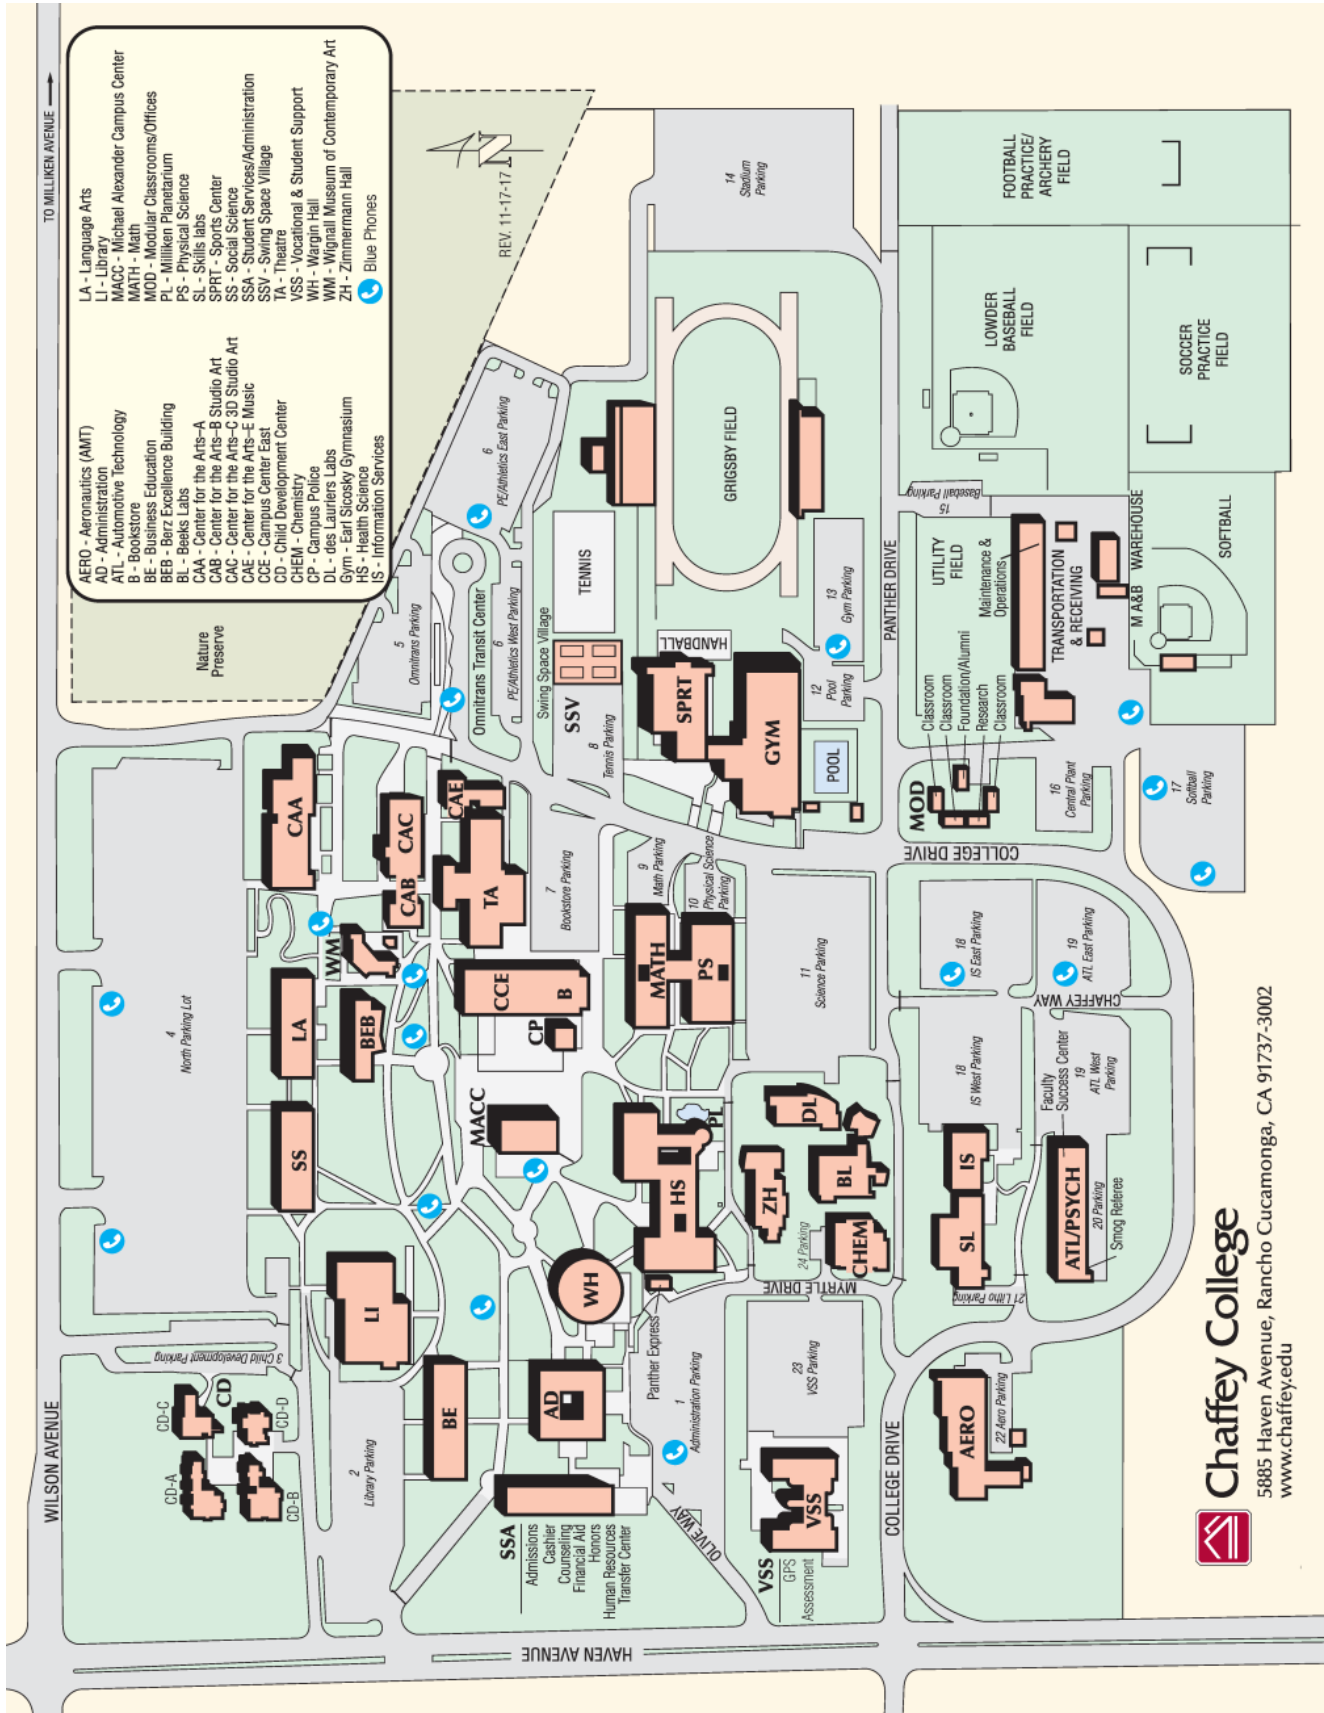 TO MILLIKEN AVENUE
AERO - Aeronautics (AMT)
AD - Administration
ATL - Automotive Technology
B - Bookstore
BE - Business Education
BEB - Berz Excellence Building
BL - Beeks Labs
CAA - Center for the Arts–A
CAB - Center for the Arts–B Studio Art
CAC - Center for the Arts–C 3D Studio Art
CAE - Center for the Arts–E Music
CCE - Campus Center East
CD - Child Development Center
CHEM - Chemistry
CP - Campus Police
DL - des Lauriers Labs
Gym - Earl Sicosky Gymnasium
HS - Health Science
IS - Information Services
LA - Language Arts
LI - Library
MACC - Michael Alexander Campus Center
MATH - Math
MOD - Modular Classrooms/Offices
PL - Milliken Planetarium
PS - Physical Science
SL - Skills labs
SPRT - Sports Center
SS - Social Science
SSA - Student Services/Administration
SSV - Swing Space Village
TA - Theatre
VSS - Vocational & Student Support
WH - Wargin Hall
WM - Wignall Museum of Contemporary Art
ZH - Zimmermann Hall
Blue Phones
N
REV. 11-17-17
WILSON AVENUE
Nature
Preserve
4
North Parking Lot
5
Omnitrans Parking
Omnitrans Transit Center
6
PE/Athletics West Parking
6
PE/Athletics East Parking
3 Child Development Parking
CD-C
CD
CD-D
CD-A
CD-B
2
Library Parking
LI
SS
LA
CAA
WM
BEB
CAB
CAC
CAE
TA
BE
MACC
CCE
B
CP
7
Bookstore Parking
Swing Space Village
SSV
8
Tennis Parking
TENNIS
14
Stadium
Parking
SSA
Admissions
Cashier
Counseling
Financial Aid
Honors
Human Resources
Transfer Center
AD
WH
HS
PL
MATH
PS
9
Math Parking
10
Physical Science
Parking
SPRT
HANDBALL
GYM
GRIGSBY FIELD
Panther Express
1
Administration Parking
OLIVE WAY
HAVEN AVENUE
23
VSS Parking
VSS
VSS
GPS
Assessment
MYRTLE DRIVE
24 Parking
ZH
DL
BL
CHEM
11
Science Parking
POOL
12
Pool
Parking
13
Gym Parking
PANTHER DRIVE
COLLEGE DRIVE
COLLEGE DRIVE
MOD
Classroom
Classroom
Foundation/Alumni
Research
Classroom
15
Baseball Parking
UTILITY
FIELD
Maintenance &
Operations
TRANSPORTATION
& RECEIVING
M A&B WAREHOUSE
LOWDER
BASEBALL
FIELD
FOOTBALL
PRACTICE/
ARCHERY
FIELD
SOCCER
PRACTICE
FIELD
SOFTBALL
16
Central Plant
Parking
17
Softball
Parking
18
IS East Parking
18
IS West Parking
19
ATL East Parking
CHAFFEY WAY
19
ATL West
Parking
Faculty
Success Center
IS
SL
ATL/PSYCH
20 Parking
Smog Referee
21 Litho Parking
AERO
22 Aero Parking
Chaffey College
5885 Haven Avenue, Rancho Cucamonga, CA 91737-3002
www.chaffey.edu